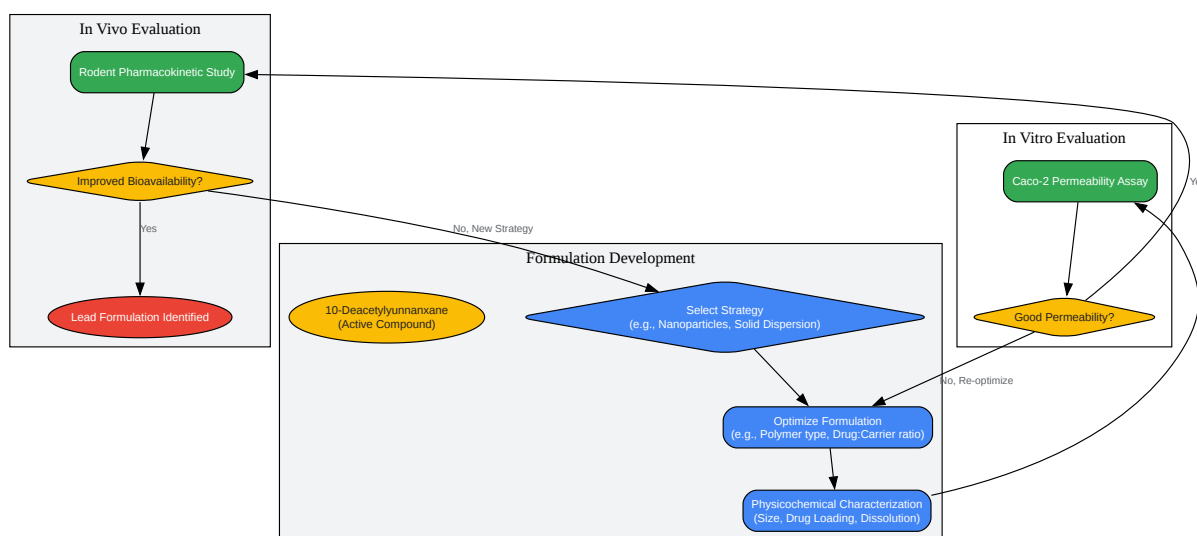 In Vivo Evaluation
Rodent Pharmacokinetic Study
Improved Bioavailability?
Yes
No, New Strategy
Lead Formulation Identified
Formulation Development
10-Deacetylyunnanxane
(Active Compound)
Select Strategy
(e.g., Nanoparticles, Solid Dispersion)
Optimize Formulation
(e.g., Polymer type, Drug:Carrier ratio)
Physicochemical Characterization
(Size, Drug Loading, Dissolution)
In Vitro Evaluation
Caco-2 Permeability Assay
Good Permeability?
No, Re-optimize